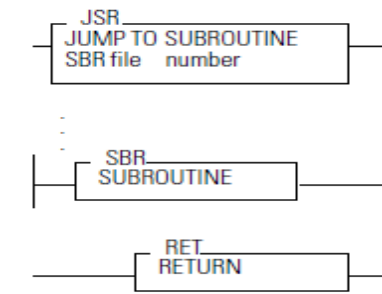 JSR
JUMP TO SUBROUTINE
SBR file number
SBR
SUBROUTINE
RET
RETURN